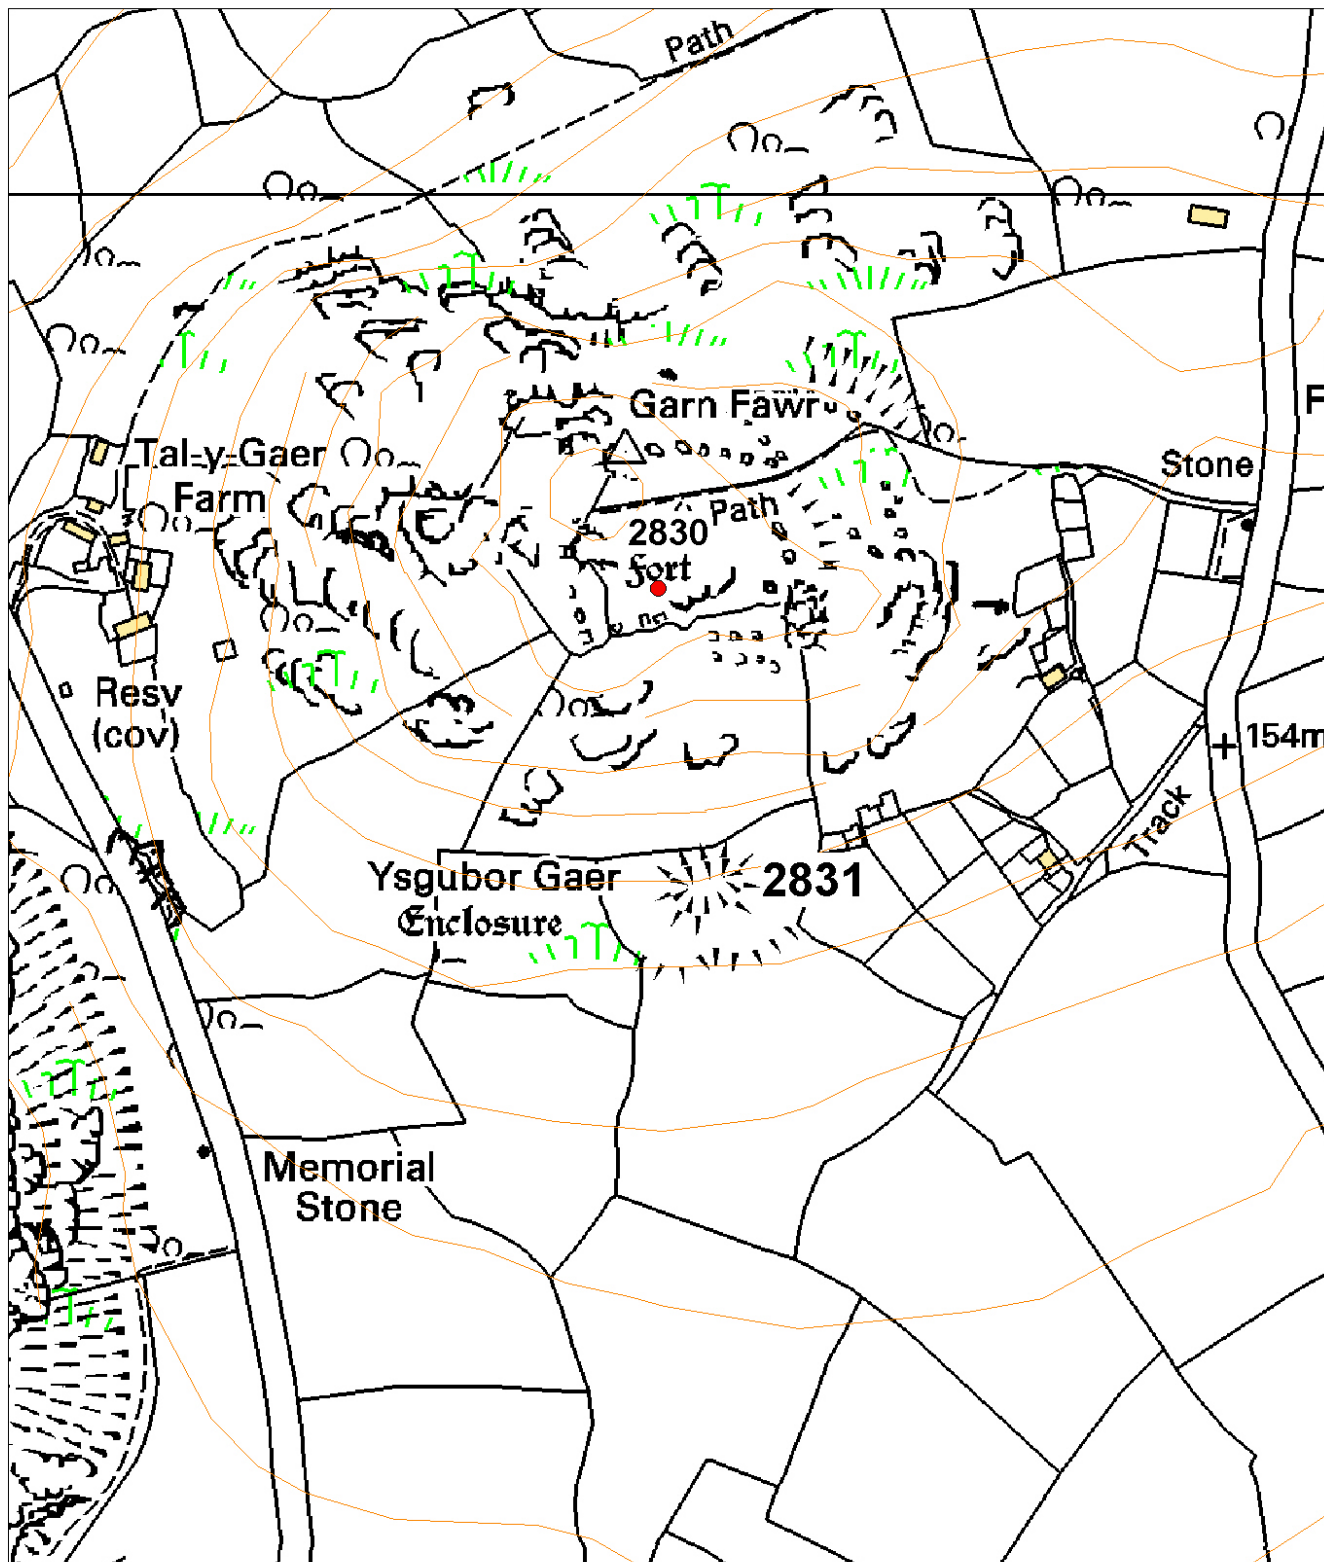 Path
Garn Fawr
Tal-y-Gaer
Farm
Stone
Path
2830
Fort
Resv
(cov)
154m
Track
Ysgubor Gaer
2831
Enclosure
Memorial
Stone